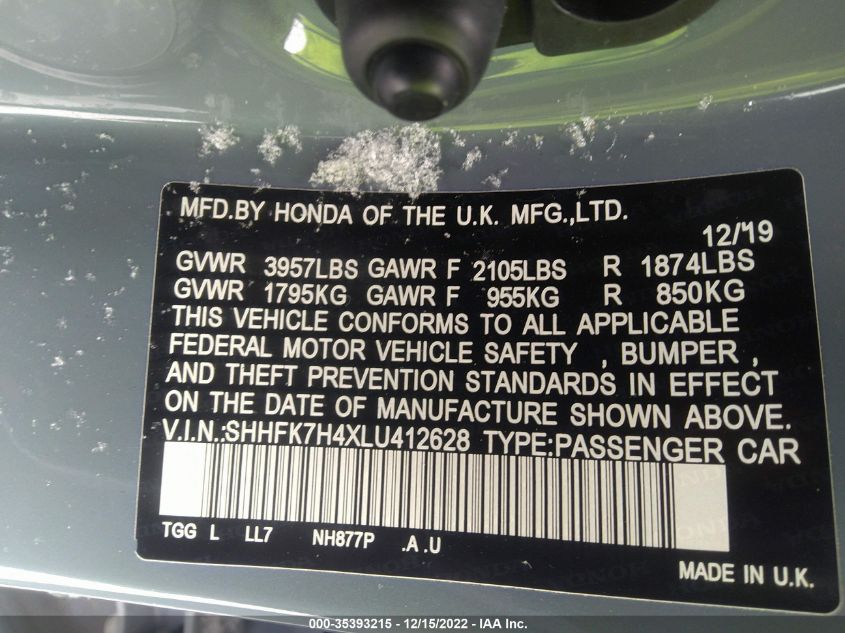 MFD.BY HONDA OF THE U.K. MFG.,LTD.
12/19
GVWR 3957LBS GAWR F 2105LBS R 1874LBS
GVWR 1795KG GAWR F 955KG R 850KG
THIS VEHICLE CONFORMS TO ALL APPLICABLE
FEDERAL MOTOR VEHICLE SAFETY , BUMPER ,
AND THEFT PREVENTION STANDARDS IN EFFECT
ON THE DATE OF MANUFACTURE SHOWN ABOVE.
V.I.N.:SHHFK7H4XLU412628 TYPE:PASSENGER CAR
TGG L LL7 NH877P .A .U
MADE IN U.K.
000-35393215 - 12/15/2022 - IAA Inc.